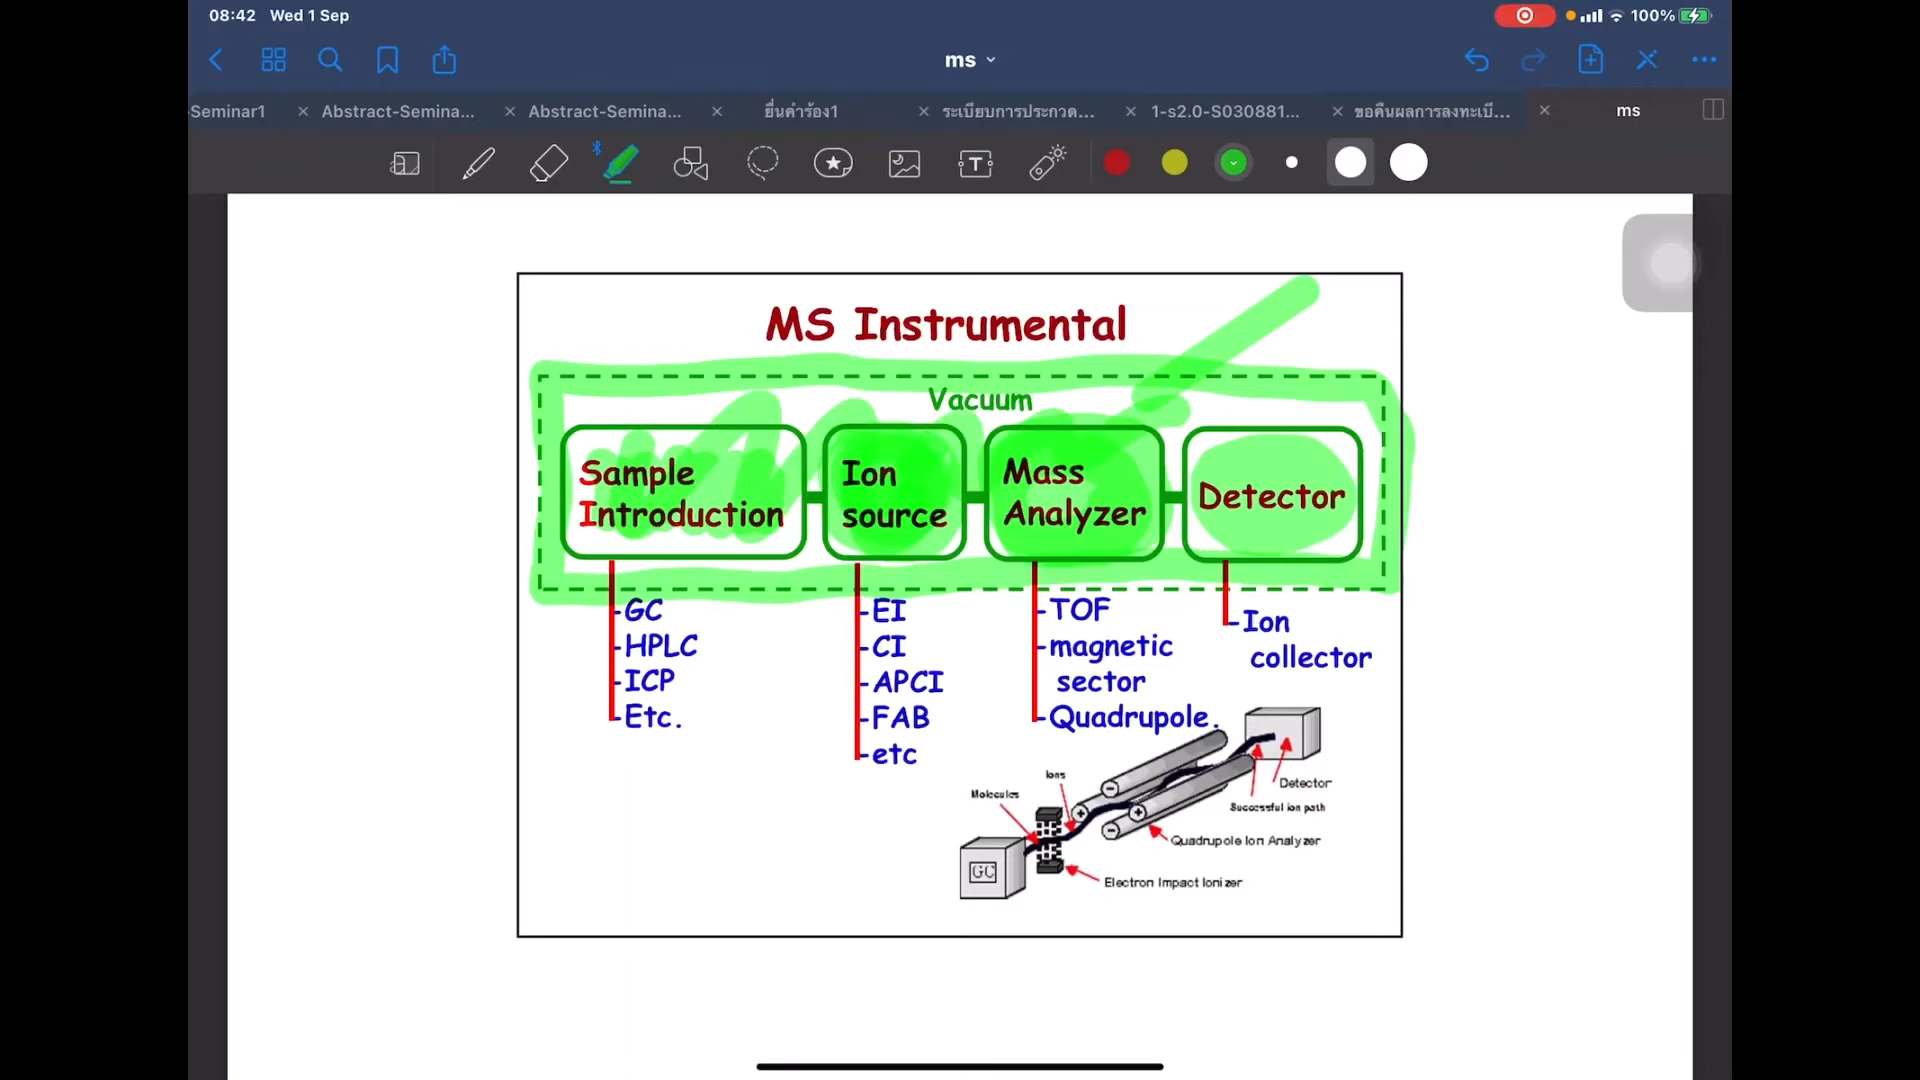 08:42 Wed 1 Sep
100%
ms
Seminar1
Abstract-Semina...
Abstract-Semina...
ยื่นคำร้อง1
ระเบียบการประกวด...
1-s2.0-S030881...
ขอคืนผลการลงทะเบี...
ms
MS Instrumental
Vacuum
Sample
Introduction
Ion
source
Mass
Analyzer
Detector
-GC
-HPLC
-ICP
-Etc.
-EI
-CI
-APCI
-FAB
-etc
-TOF
-magnetic
sector
-Quadrupole.
-Ion
collector
Ions
Molecules
Detector
Successful ion path
Quadrupole Ion Analyzer
GC
Electron Impact Ionizer